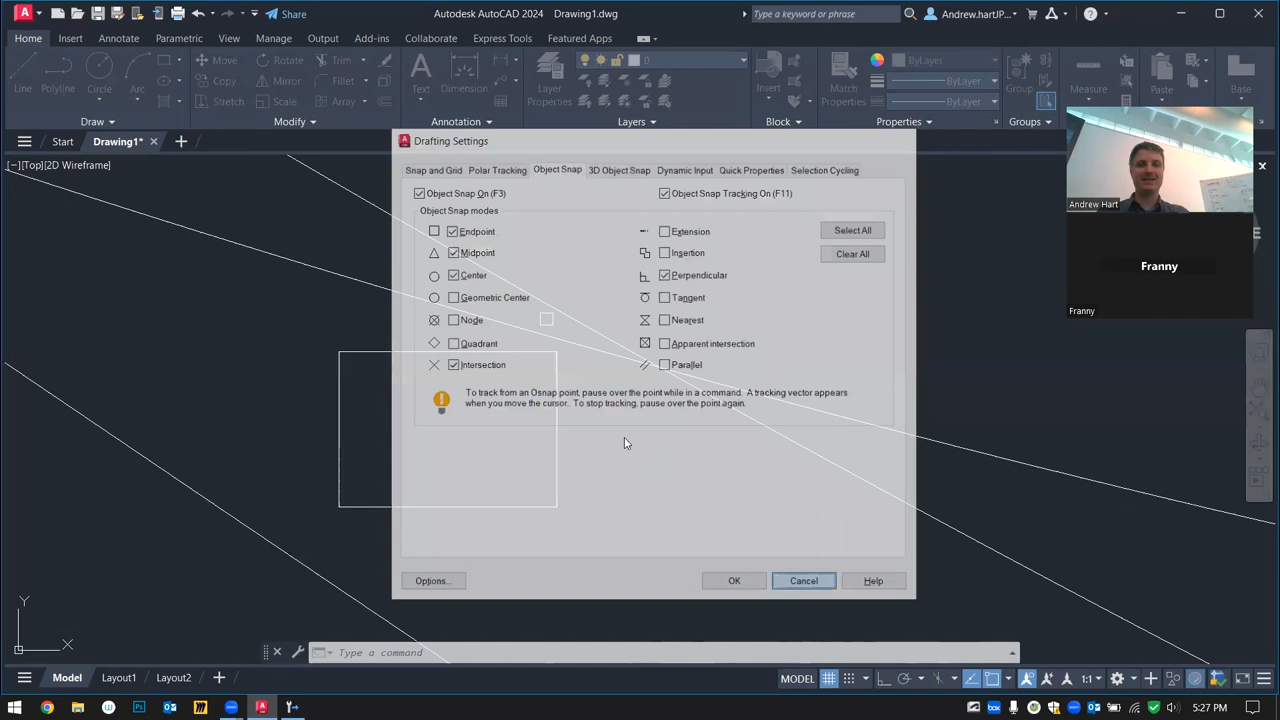 Share
Autodesk AutoCAD 2024 Drawing1.dwg
Type a keyword or phrase
Andrew.hartJP...
Home Insert Annotate Parametric View Manage Output Add-ins Collaborate Express Tools Featured Apps
Line Polyline Circle Arc
Move Rotate Trim
Copy Mirror Fillet
Stretch Scale Array
Text Dimension
Layer Properties
0
Insert
Match Properties
ByLayer
ByLayer
ByLayer
Group
Measure
Paste
Base
Draw Modify Annotation Layers Block Properties Groups
Start Drawing1*
[−][Top][2D Wireframe]
Drafting Settings
Snap and Grid Polar Tracking Object Snap 3D Object Snap Dynamic Input Quick Properties Selection Cycling
Object Snap On (F3) Object Snap Tracking On (F11)
Object Snap modes
Endpoint Extension Select All
Midpoint Insertion Clear All
Center Perpendicular
Geometric Center Tangent
Node Nearest
Quadrant Apparent intersection
Intersection Parallel
To track from an Osnap point, pause over the point while in a command. A tracking vector appears
when you move the cursor. To stop tracking, pause over the point again.
Options... OK Cancel Help
Andrew Hart
Franny
Franny
Y
X
Type a command
Model Layout1 Layout2
MODEL
1:1
5:27 PM